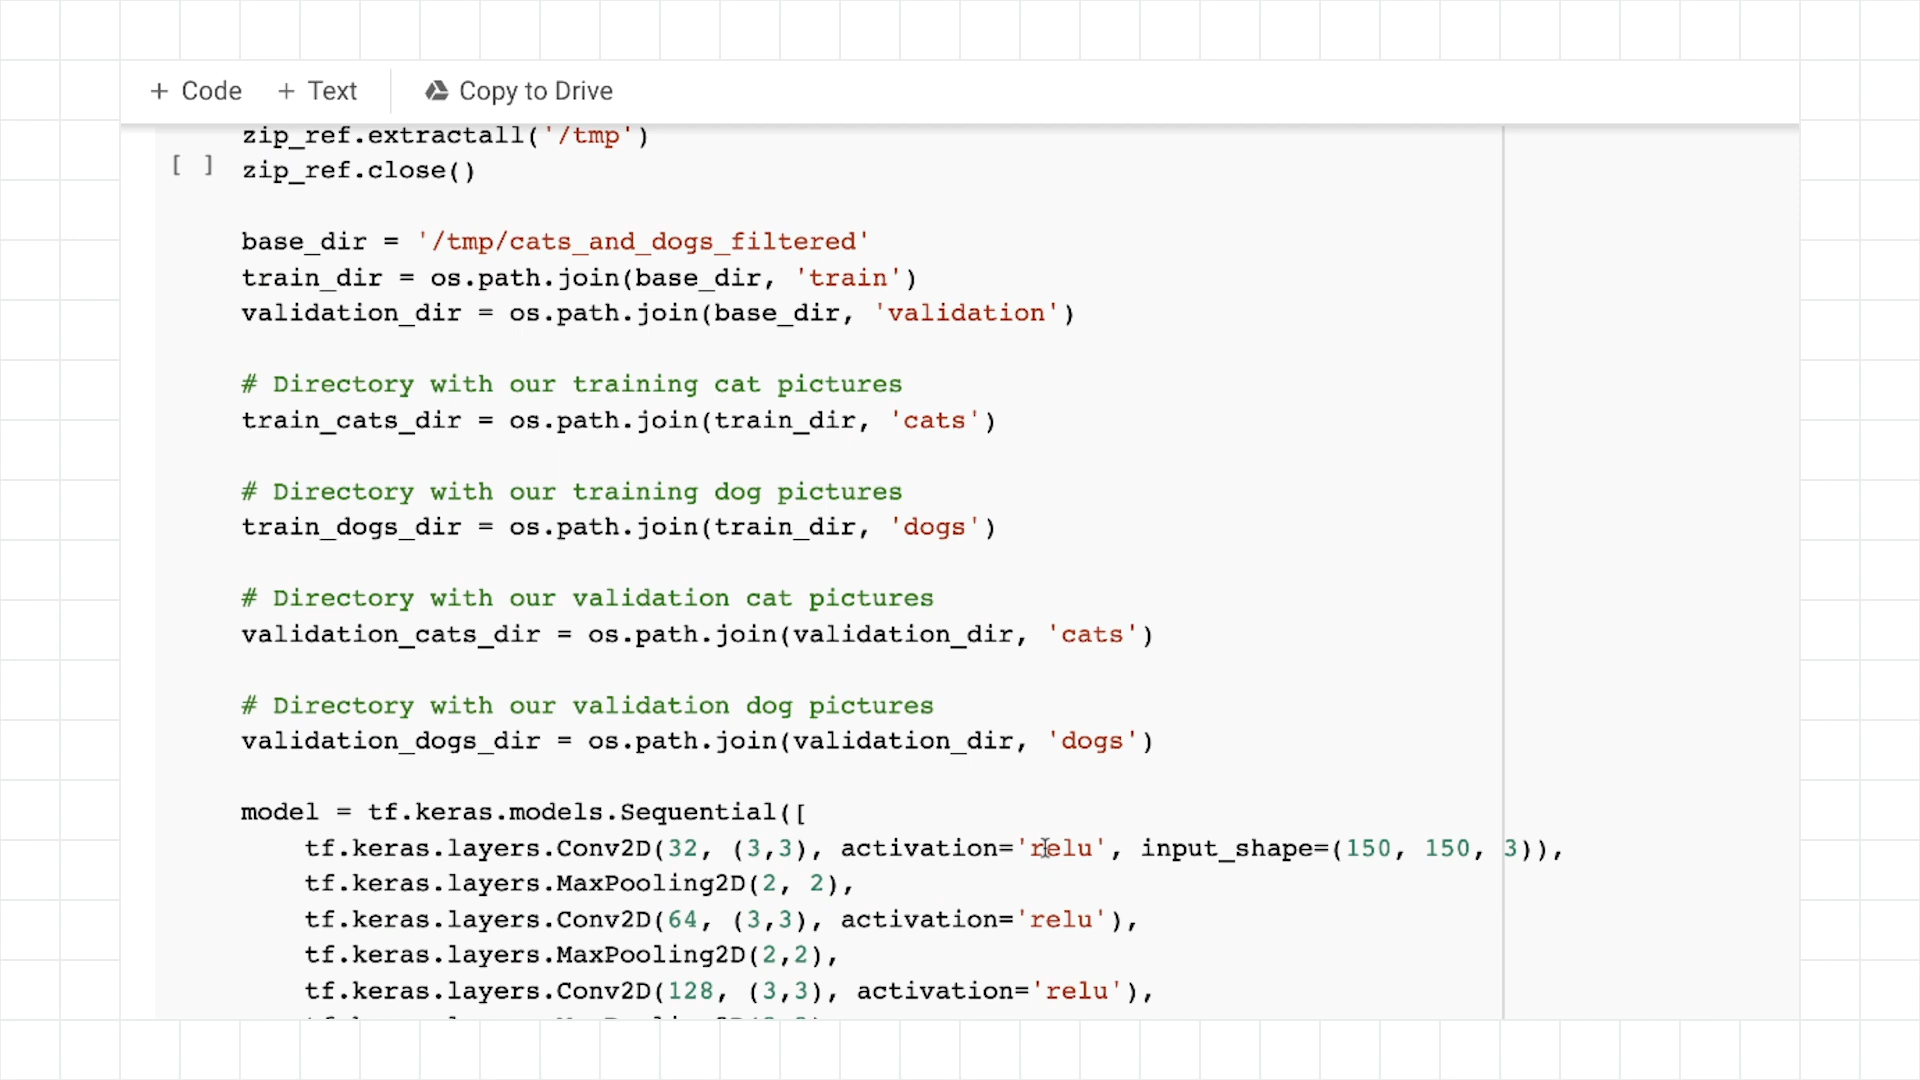 + Code + Text Copy to Drive
zip_ref.extractall('/tmp')
[ ] zip_ref.close()
base_dir = '/tmp/cats_and_dogs_filtered'
train_dir = os.path.join(base_dir, 'train')
validation_dir = os.path.join(base_dir, 'validation')
# Directory with our training cat pictures
train_cats_dir = os.path.join(train_dir, 'cats')
# Directory with our training dog pictures
train_dogs_dir = os.path.join(train_dir, 'dogs')
# Directory with our validation cat pictures
validation_cats_dir = os.path.join(validation_dir, 'cats')
# Directory with our validation dog pictures
validation_dogs_dir = os.path.join(validation_dir, 'dogs')
model = tf.keras.models.Sequential([
tf.keras.layers.Conv2D(32, (3,3), activation='relu', input_shape=(150, 150, 3)),
tf.keras.layers.MaxPooling2D(2, 2),
tf.keras.layers.Conv2D(64, (3,3), activation='relu'),
tf.keras.layers.MaxPooling2D(2,2),
tf.keras.layers.Conv2D(128, (3,3), activation='relu'),